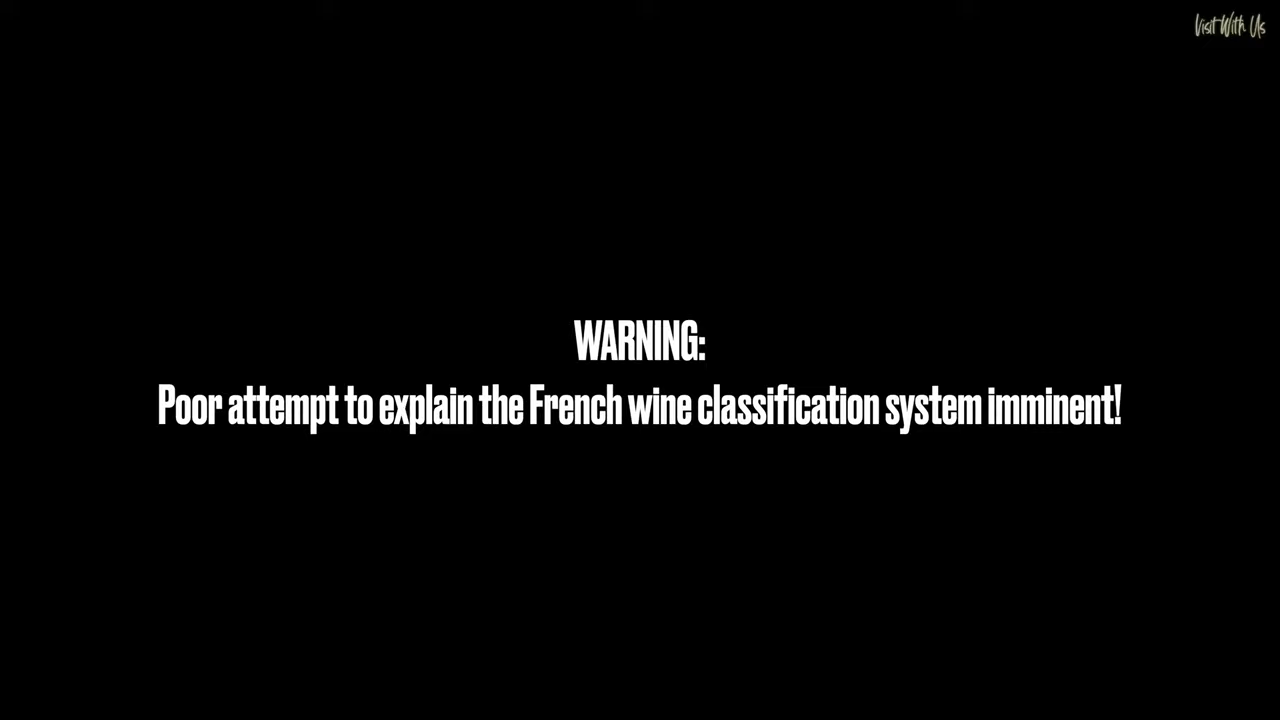 Visit With Us
WARNING:
Poor attempt to explain the French wine classification system imminent!